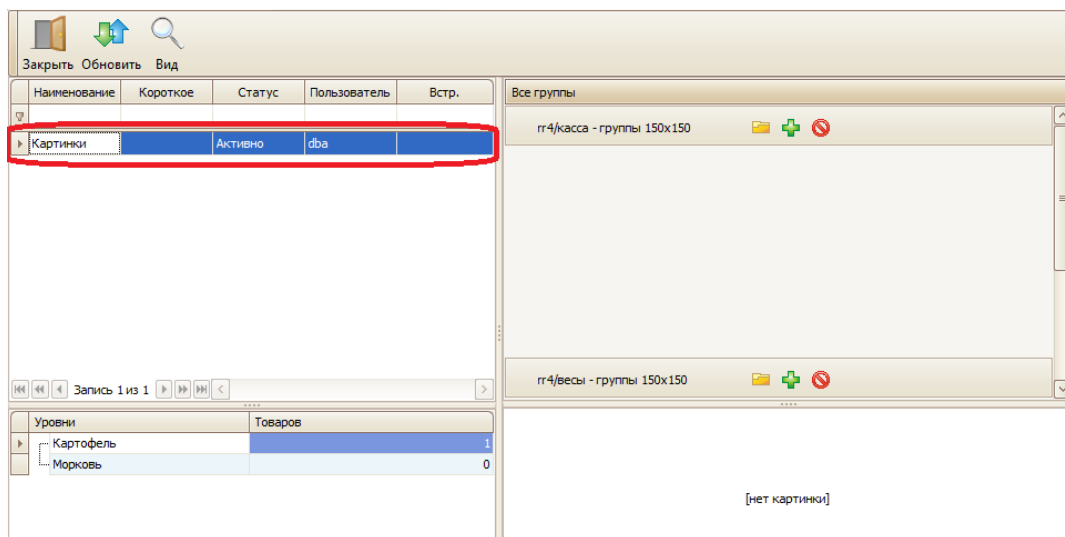 Закрыть Обновить Вид
Наименование Короткое Статус Пользователь Встр.
Картинки Активно dba
Запись 1 из 1
Уровни Товаров
Картофель 1
Морковь 0
Все группы
rr4/касса - группы 150x150
rr4/весы - группы 150x150
[нет картинки]